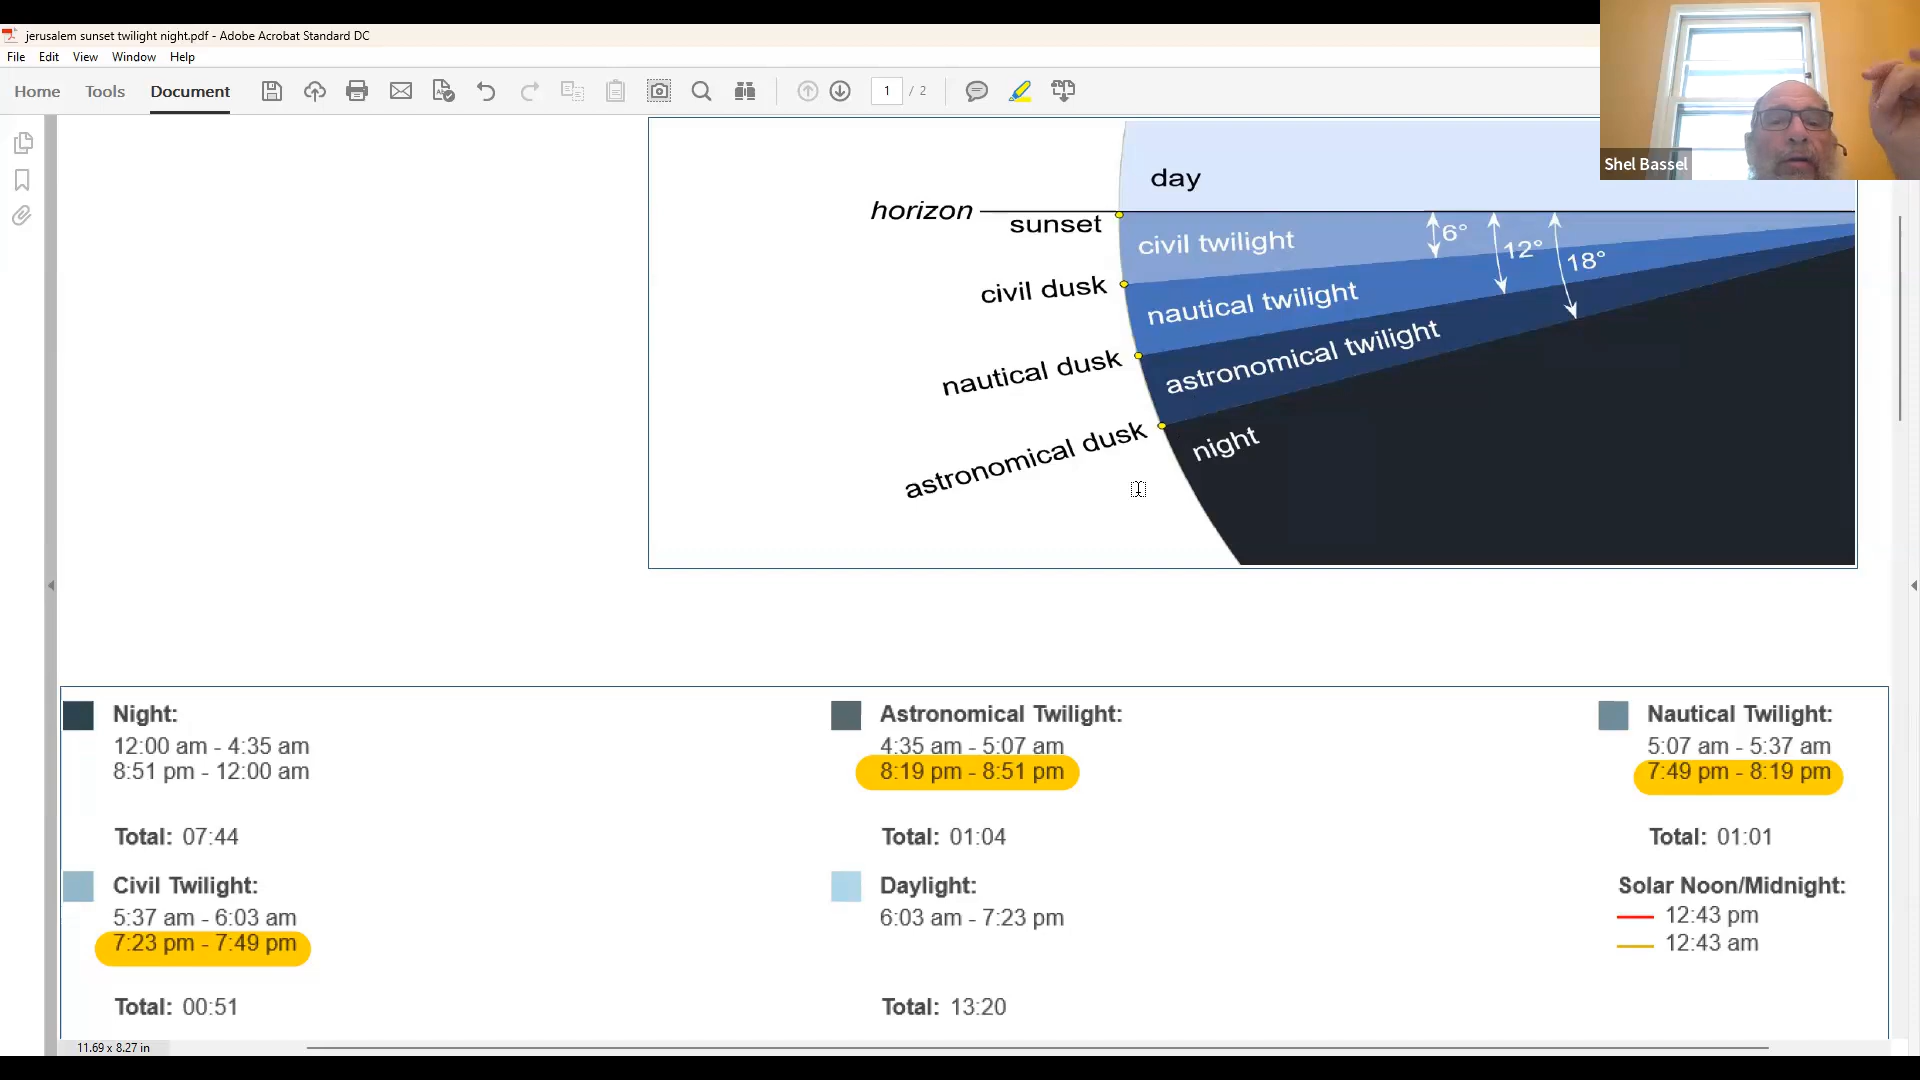 jerusalem sunset twilight night.pdf - Adobe Acrobat Standard DC
File Edit View Window Help
Home Tools Document 1 / 2
Shel Bassel
day
horizon
sunset
civil twilight
6°
12°
18°
civil dusk
nautical twilight
nautical dusk
astronomical twilight
astronomical dusk
night
Night:
12:00 am - 4:35 am
8:51 pm - 12:00 am
Total: 07:44
Astronomical Twilight:
4:35 am - 5:07 am
8:19 pm - 8:51 pm
Total: 01:04
Nautical Twilight:
5:07 am - 5:37 am
7:49 pm - 8:19 pm
Total: 01:01
Civil Twilight:
5:37 am - 6:03 am
7:23 pm - 7:49 pm
Total: 00:51
Daylight:
6:03 am - 7:23 pm
Total: 13:20
Solar Noon/Midnight:
12:43 pm
12:43 am
11.69 x 8.27 in